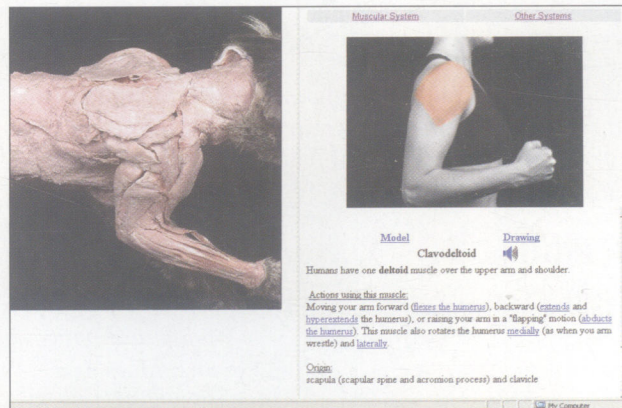 Muscular System Other Systems
Model Drawing
Clavodeltoid
Humans have one deltoid muscle over the upper arm and shoulder.
Actions using this muscle:
Moving your arm forward (flexes the humerus), backward (extends and
hyperextends the humerus), or raising your arm in a "flapping" motion (abducts
the humerus). This muscle also rotates the humerus medially (as when you arm
wrestle) and laterally.
Origin:
scapula (scapular spine and acromion process) and clavicle
My Computer